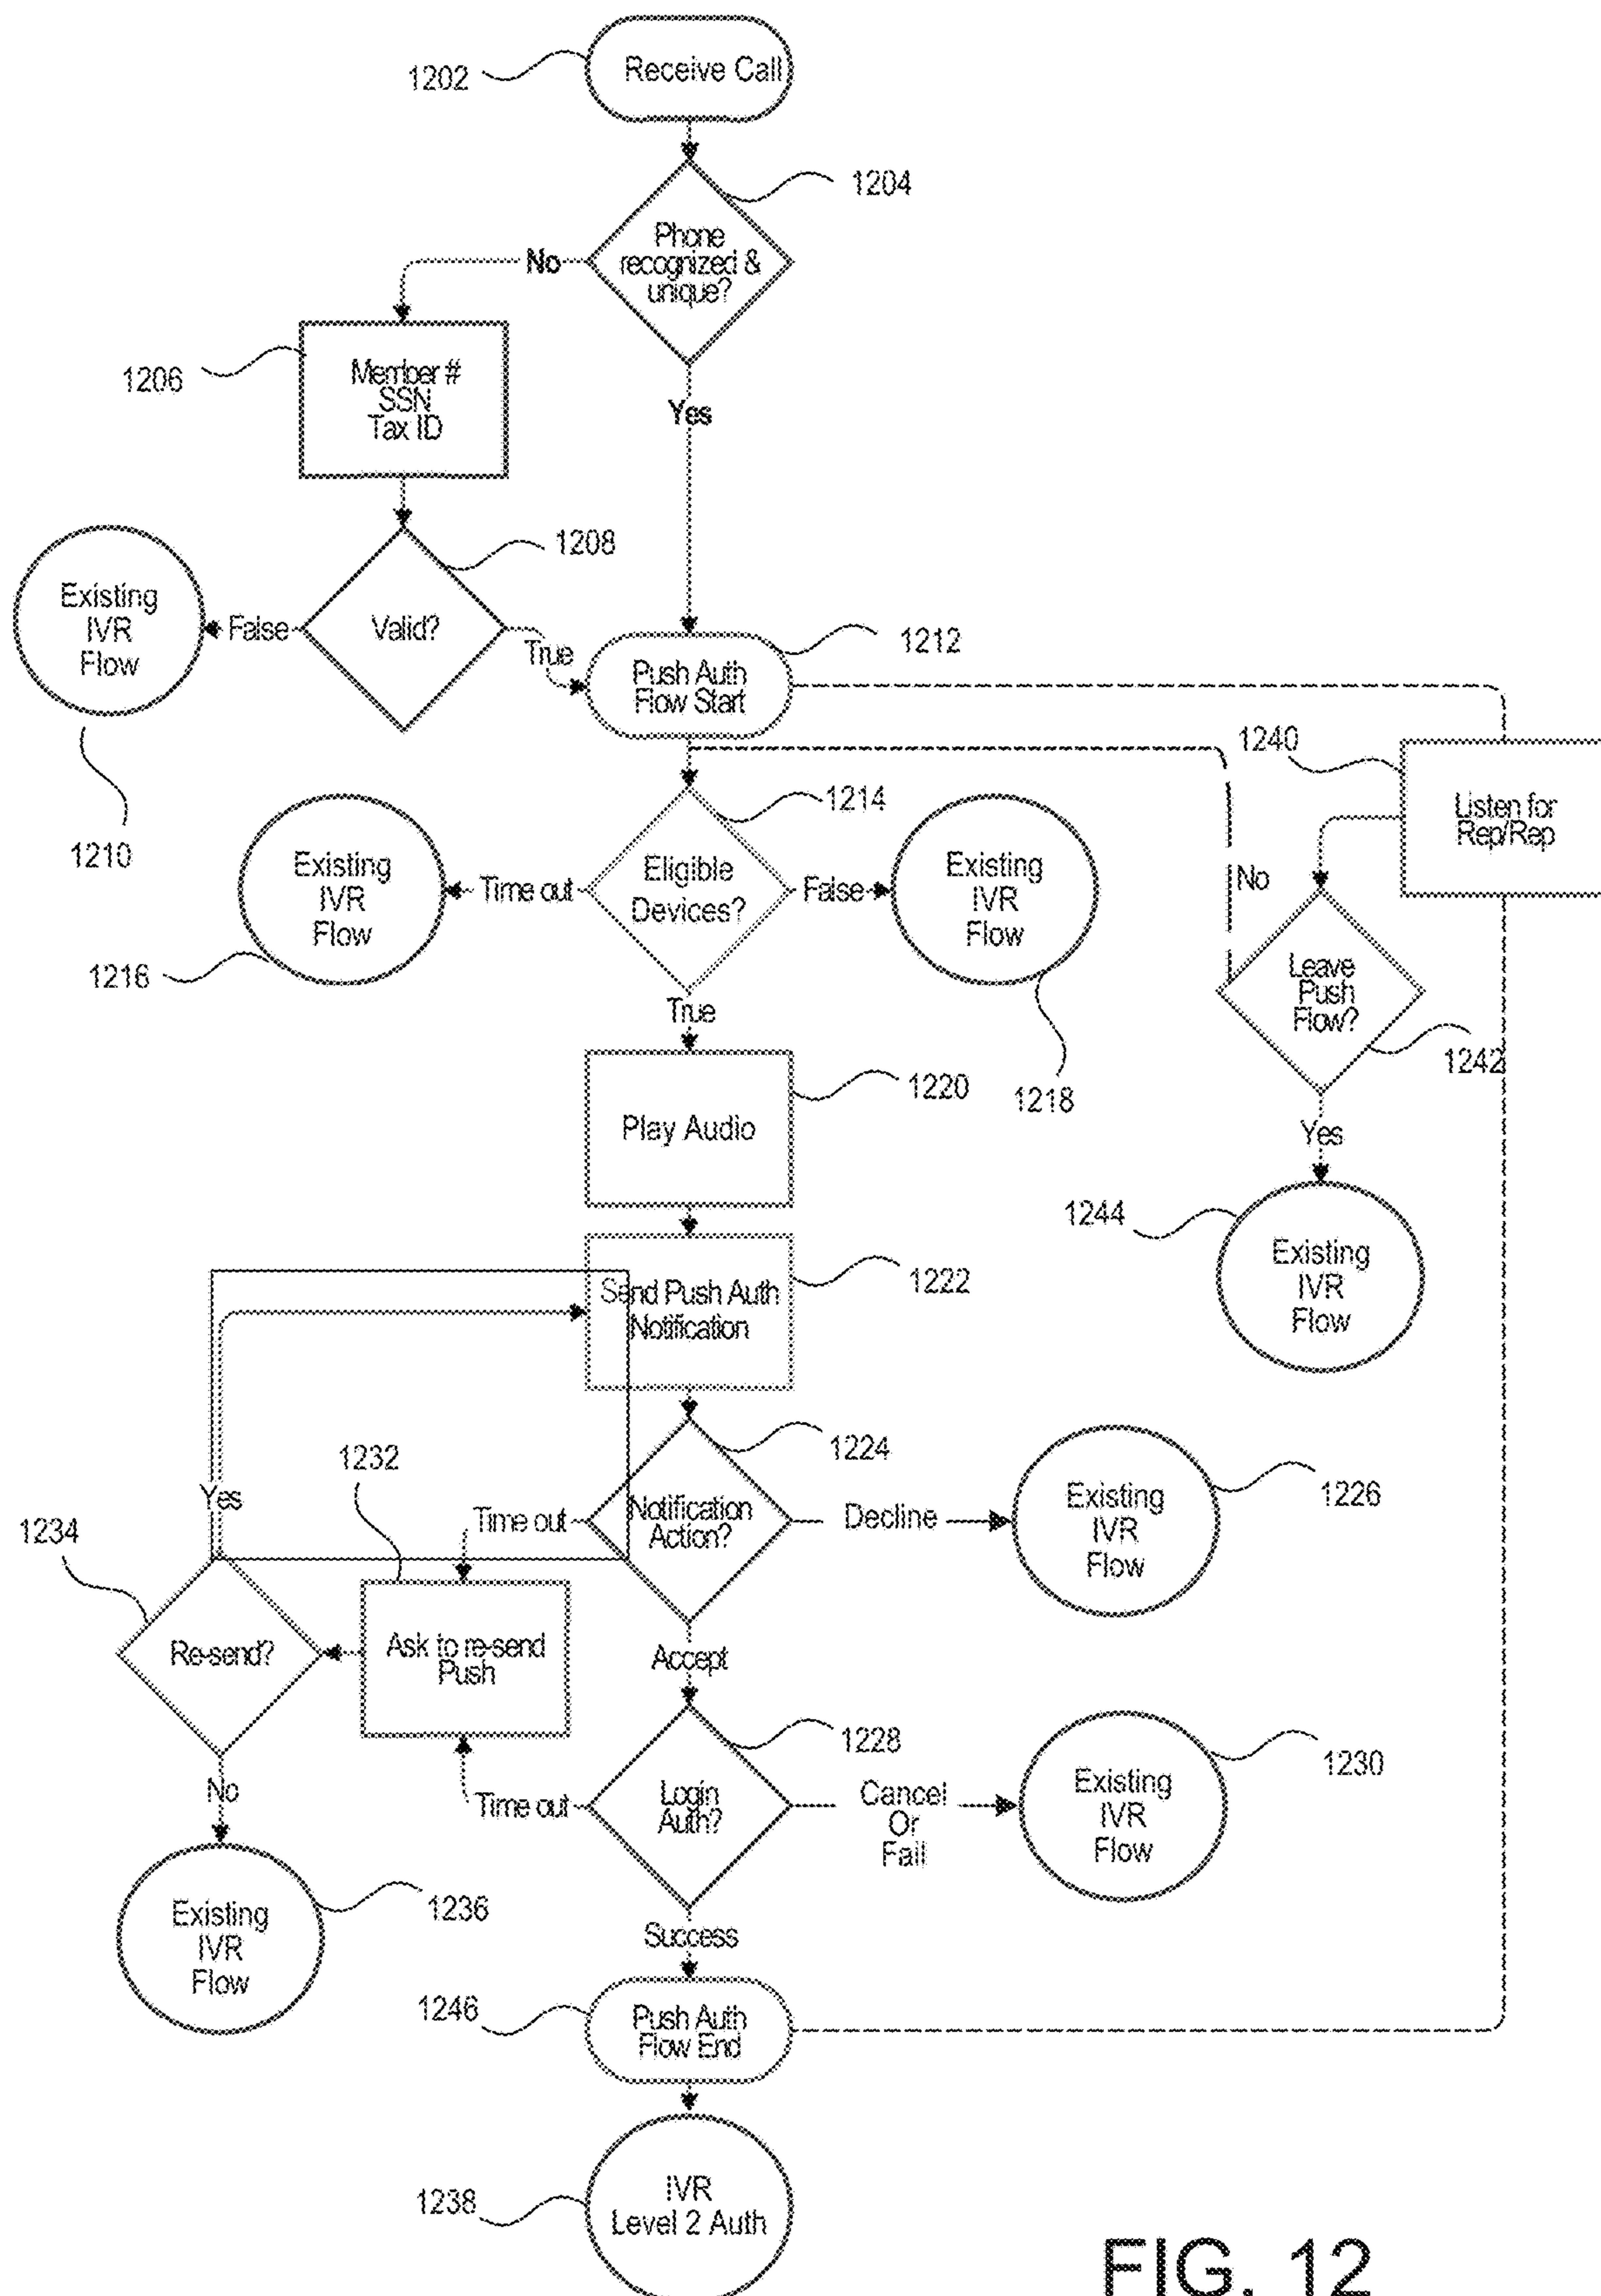 Receive Call
1202
1204
Phone
recognized &
unique?
No
Yes
1206
Member #
SSN
Tax ID
1208
Valid?
False
True
Existing
IVR
Flow
1210
1212
Push Auth
Flow Start
1240
Listen for
Rep/Rep
1214
Eligible
Devices?
Time out
False
Existing
IVR
Flow
1216
Existing
IVR
Flow
1218
No
Leave
Push
Flow?
1242
True
1220
Play Audio
Yes
1244
Existing
IVR
Flow
1222
Send Push Auth
Notification
1224
Notification
Action?
Decline
Existing
IVR
Flow
1226
Time out
1232
Yes
1234
Re-send?
Ask to re-send
Push
Accept
1228
Login
Auth?
Time out
Cancel
Or
Fail
Existing
IVR
Flow
1230
No
Existing
IVR
Flow
1236
Success
1246
Push Auth
Flow End
1238
IVR
Level 2 Auth
FIG. 12